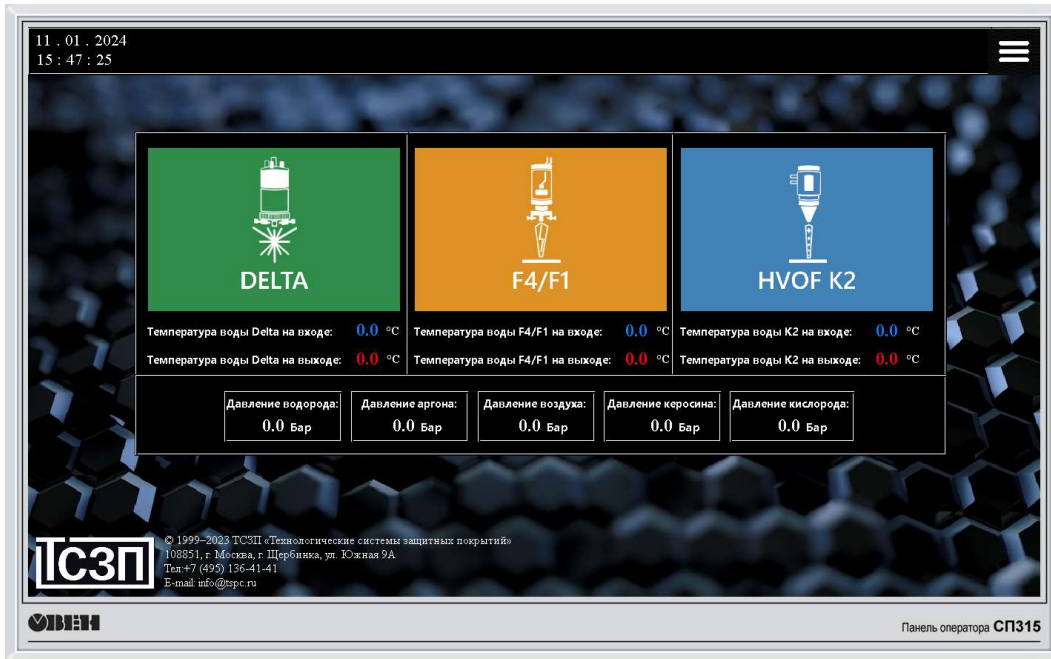 11 . 01 . 2024
15 : 47 : 25
DELTA
F4/F1
HVOF K2
Температура воды Delta на входе: 0.0 °C
Температура воды F4/F1 на входе: 0.0 °C
Температура воды К2 на входе: 0.0 °C
Температура воды Delta на выходе: 0.0 °C
Температура воды F4/F1 на выходе: 0.0 °C
Температура воды К2 на выходе: 0.0 °C
Давление водорода:
0.0 Бар
Давление аргона:
0.0 Бар
Давление воздуха:
0.0 Бар
Давление керосина:
0.0 Бар
Давление кислорода:
0.0 Бар
ТСЗП
© 1999–2023 ТСЗП «Технологические системы защитных покрытий»
108851, г. Москва, г. Щербинка, ул. Южная 9А
Тел:+7 (495) 136-41-41
E-mail: info@tspc.ru
ОВЕН
Панель оператора СП315